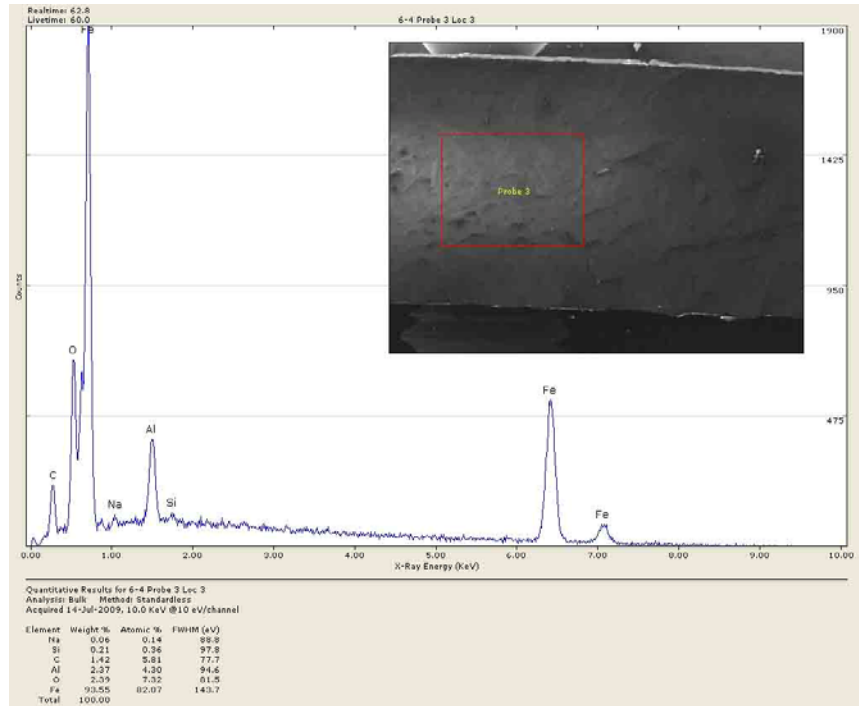 Realtime: 62.8
Livetime: 60.0
6-4 Probe 3 Loc 3
Fe
1900
1425
Probe 3
950
Counts
O
Fe
475
Al
C
Na
Si
Fe
0.00 1.00 2.00 3.00 4.00 5.00 6.00 7.00 8.00 9.00 10.00
X-Ray Energy (KeV)
Quantitative Results for 6-4 Probe 3 Loc 3
Analysis: Bulk Method: Standardless
Acquired 14-Jul-2009, 10.0 KeV @10 eV/channel
Element Weight % Atomic % FWHM (eV)
Na 0.06 0.14 88.8
Si 0.21 0.36 97.8
C 1.42 5.81 77.7
Al 2.37 4.30 94.6
O 2.39 7.32 81.5
Fe 93.55 82.07 143.7
Total 100.00